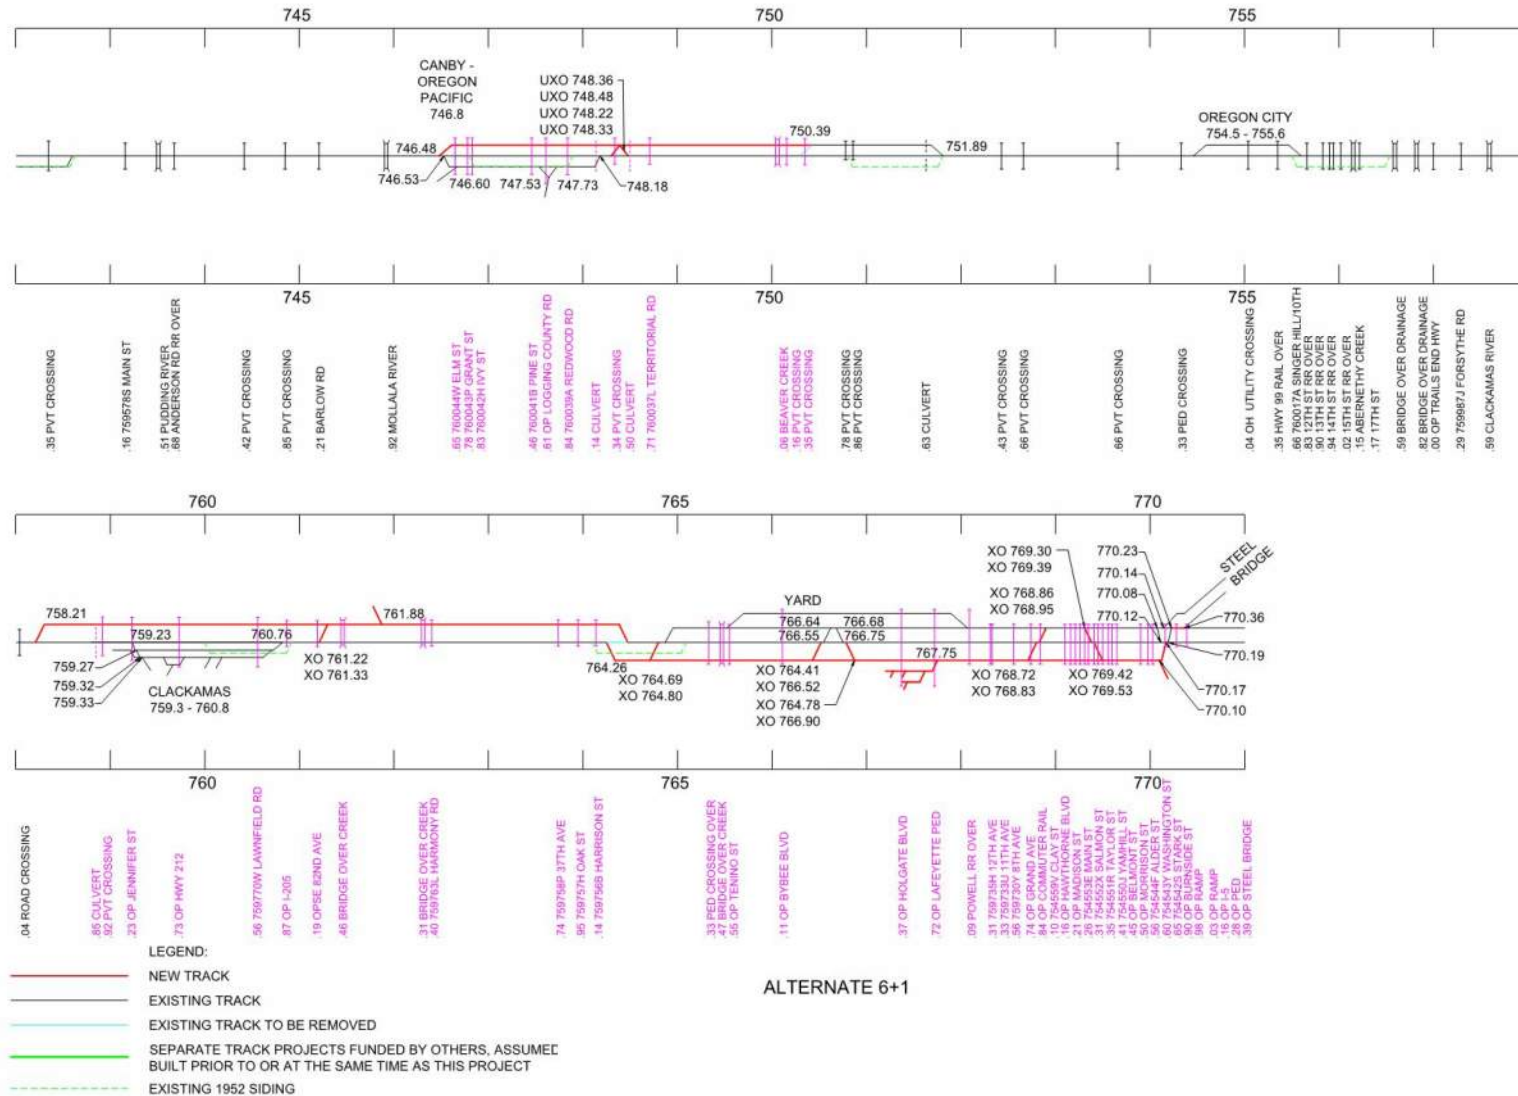 745
750
755
CANBY -
OREGON
PACIFIC
746.8
UXO 748.36
UXO 748.48
UXO 748.22
UXO 748.33
746.48
750.39
751.89
OREGON CITY
754.5 - 755.6
746.53
746.60
747.53
747.73
748.18
745
750
755
.35 PVT CROSSING
.16 759578S MAIN ST
.51 PUDDING RIVER
.68 ANDERSON RD RR OVER
.42 PVT CROSSING
.85 PVT CROSSING
.21 BARLOW RD
.92 MOLLALA RIVER
.65 760044W ELM ST
.78 760043P GRANT ST
.83 760042H IVY ST
.46 760041B PINE ST
.61 OP LOGGING COUNTY RD
.84 760039A REDWOOD RD
.14 CULVERT
.34 PVT CROSSING
.50 CULVERT
.71 760037L TERRITORIAL RD
.06 BEAVER CREEK
.16 PVT CROSSING
.35 PVT CROSSING
.78 PVT CROSSING
.86 PVT CROSSING
.63 CULVERT
.43 PVT CROSSING
.66 PVT CROSSING
.66 PVT CROSSING
.33 PED CROSSING
.04 OH UTILITY CROSSING
.35 HWY 99 RAIL OVER
.66 760017A SINGER HILL/10TH
.83 12TH ST RR OVER
.90 13TH ST RR OVER
.94 14TH ST RR OVER
.02 15TH ST RR OVER
.15 ABERNETHY CREEK
.17 17TH ST
.59 BRIDGE OVER DRAINAGE
.82 BRIDGE OVER DRAINAGE
.00 OP TRAILS END HWY
.29 759987J FORSYTHE RD
.59 CLACKAMAS RIVER
760
765
770
758.21
759.23
760.76
761.88
759.27
759.32
759.33
CLACKAMAS
759.3 - 760.8
XO 761.22
XO 761.33
764.26
XO 764.69
XO 764.80
YARD
766.64
766.55
766.68
766.75
XO 764.41
XO 766.52
XO 764.78
XO 766.90
767.75
XO 769.30
XO 769.39
XO 768.86
XO 768.95
XO 768.72
XO 768.83
XO 769.42
XO 769.53
770.23
770.14
770.08
770.12
STEEL
BRIDGE
770.36
770.19
770.17
770.10
760
765
770
.04 ROAD CROSSING
.85 CULVERT
.92 PVT CROSSING
.23 OP JENNIFER ST
.73 OP HWY 212
.56 759770W LAWNFIELD RD
.87 OP I-205
.19 OPSE 82ND AVE
.46 BRIDGE OVER CREEK
.31 BRIDGE OVER CREEK
.40 759763L HARMONY RD
.74 759758P 37TH AVE
.95 759757H OAK ST
.14 759756B HARRISON ST
.33 PED CROSSING OVER
.47 BRIDGE OVER CREEK
.55 OP TENINO ST
.11 OP BYBEE BLVD
.37 OP HOLGATE BLVD
.72 OP LAFEYETTE PED
.09 POWELL RR OVER
.31 759735H 12TH AVE
.33 759733U 11TH AVE
.56 759730Y 8TH AVE
.74 OP GRAND AVE
.84 OP COMMUTER RAIL
.10 754559V CLAY ST
.16 OP HAWTHORNE BLVD
.21 OP MADISON ST
.26 754553E MAIN ST
.31 754552X SALMON ST
.35 754551R TAYLOR ST
.41 754550J YAMHILL ST
.45 OP BELMONT ST
.50 OP MORRISON ST
.56 754544F ALDER ST
.60 754543Y WASHINGTON ST
.65 754542S STARK ST
.90 OP BURNSIDE ST
.98 OP RAMP
.03 OP RAMP
.16 OP I-5
.28 OP PED
.39 OP STEEL BRIDGE
LEGEND:
NEW TRACK
EXISTING TRACK
EXISTING TRACK TO BE REMOVED
SEPARATE TRACK PROJECTS FUNDED BY OTHERS, ASSUMED
BUILT PRIOR TO OR AT THE SAME TIME AS THIS PROJECT
EXISTING 1952 SIDING
ALTERNATE 6+1